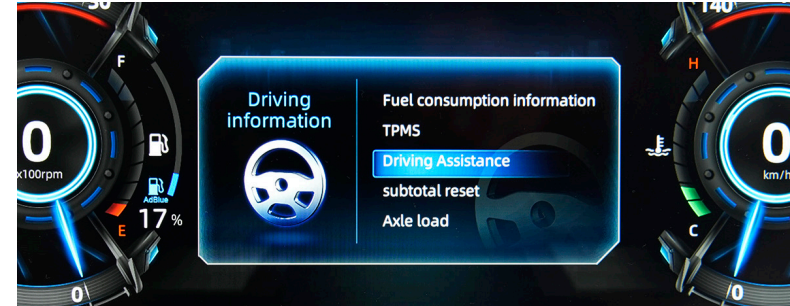 30
140
F
H
Driving
information
Fuel consumption information
TPMS
Driving Assistance
subtotal reset
Axle load
0
x100rpm
AdBlue
17 %
E
0
km/h
C
0
0